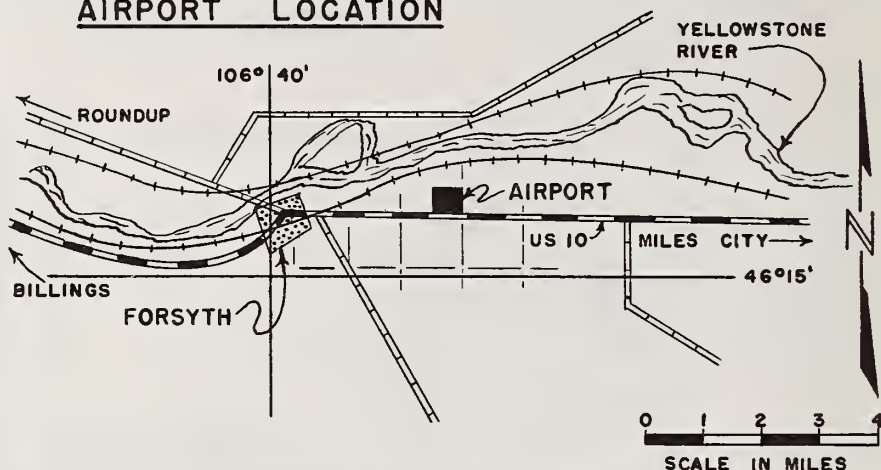 AIRPORT LOCATION
YELLOWSTONE
RIVER
106° 40'
ROUNDUP
AIRPORT
US 10
MILES CITY
N
46°15'
BILLINGS
FORSYTH
0 1 2 3 4
SCALE IN MILES